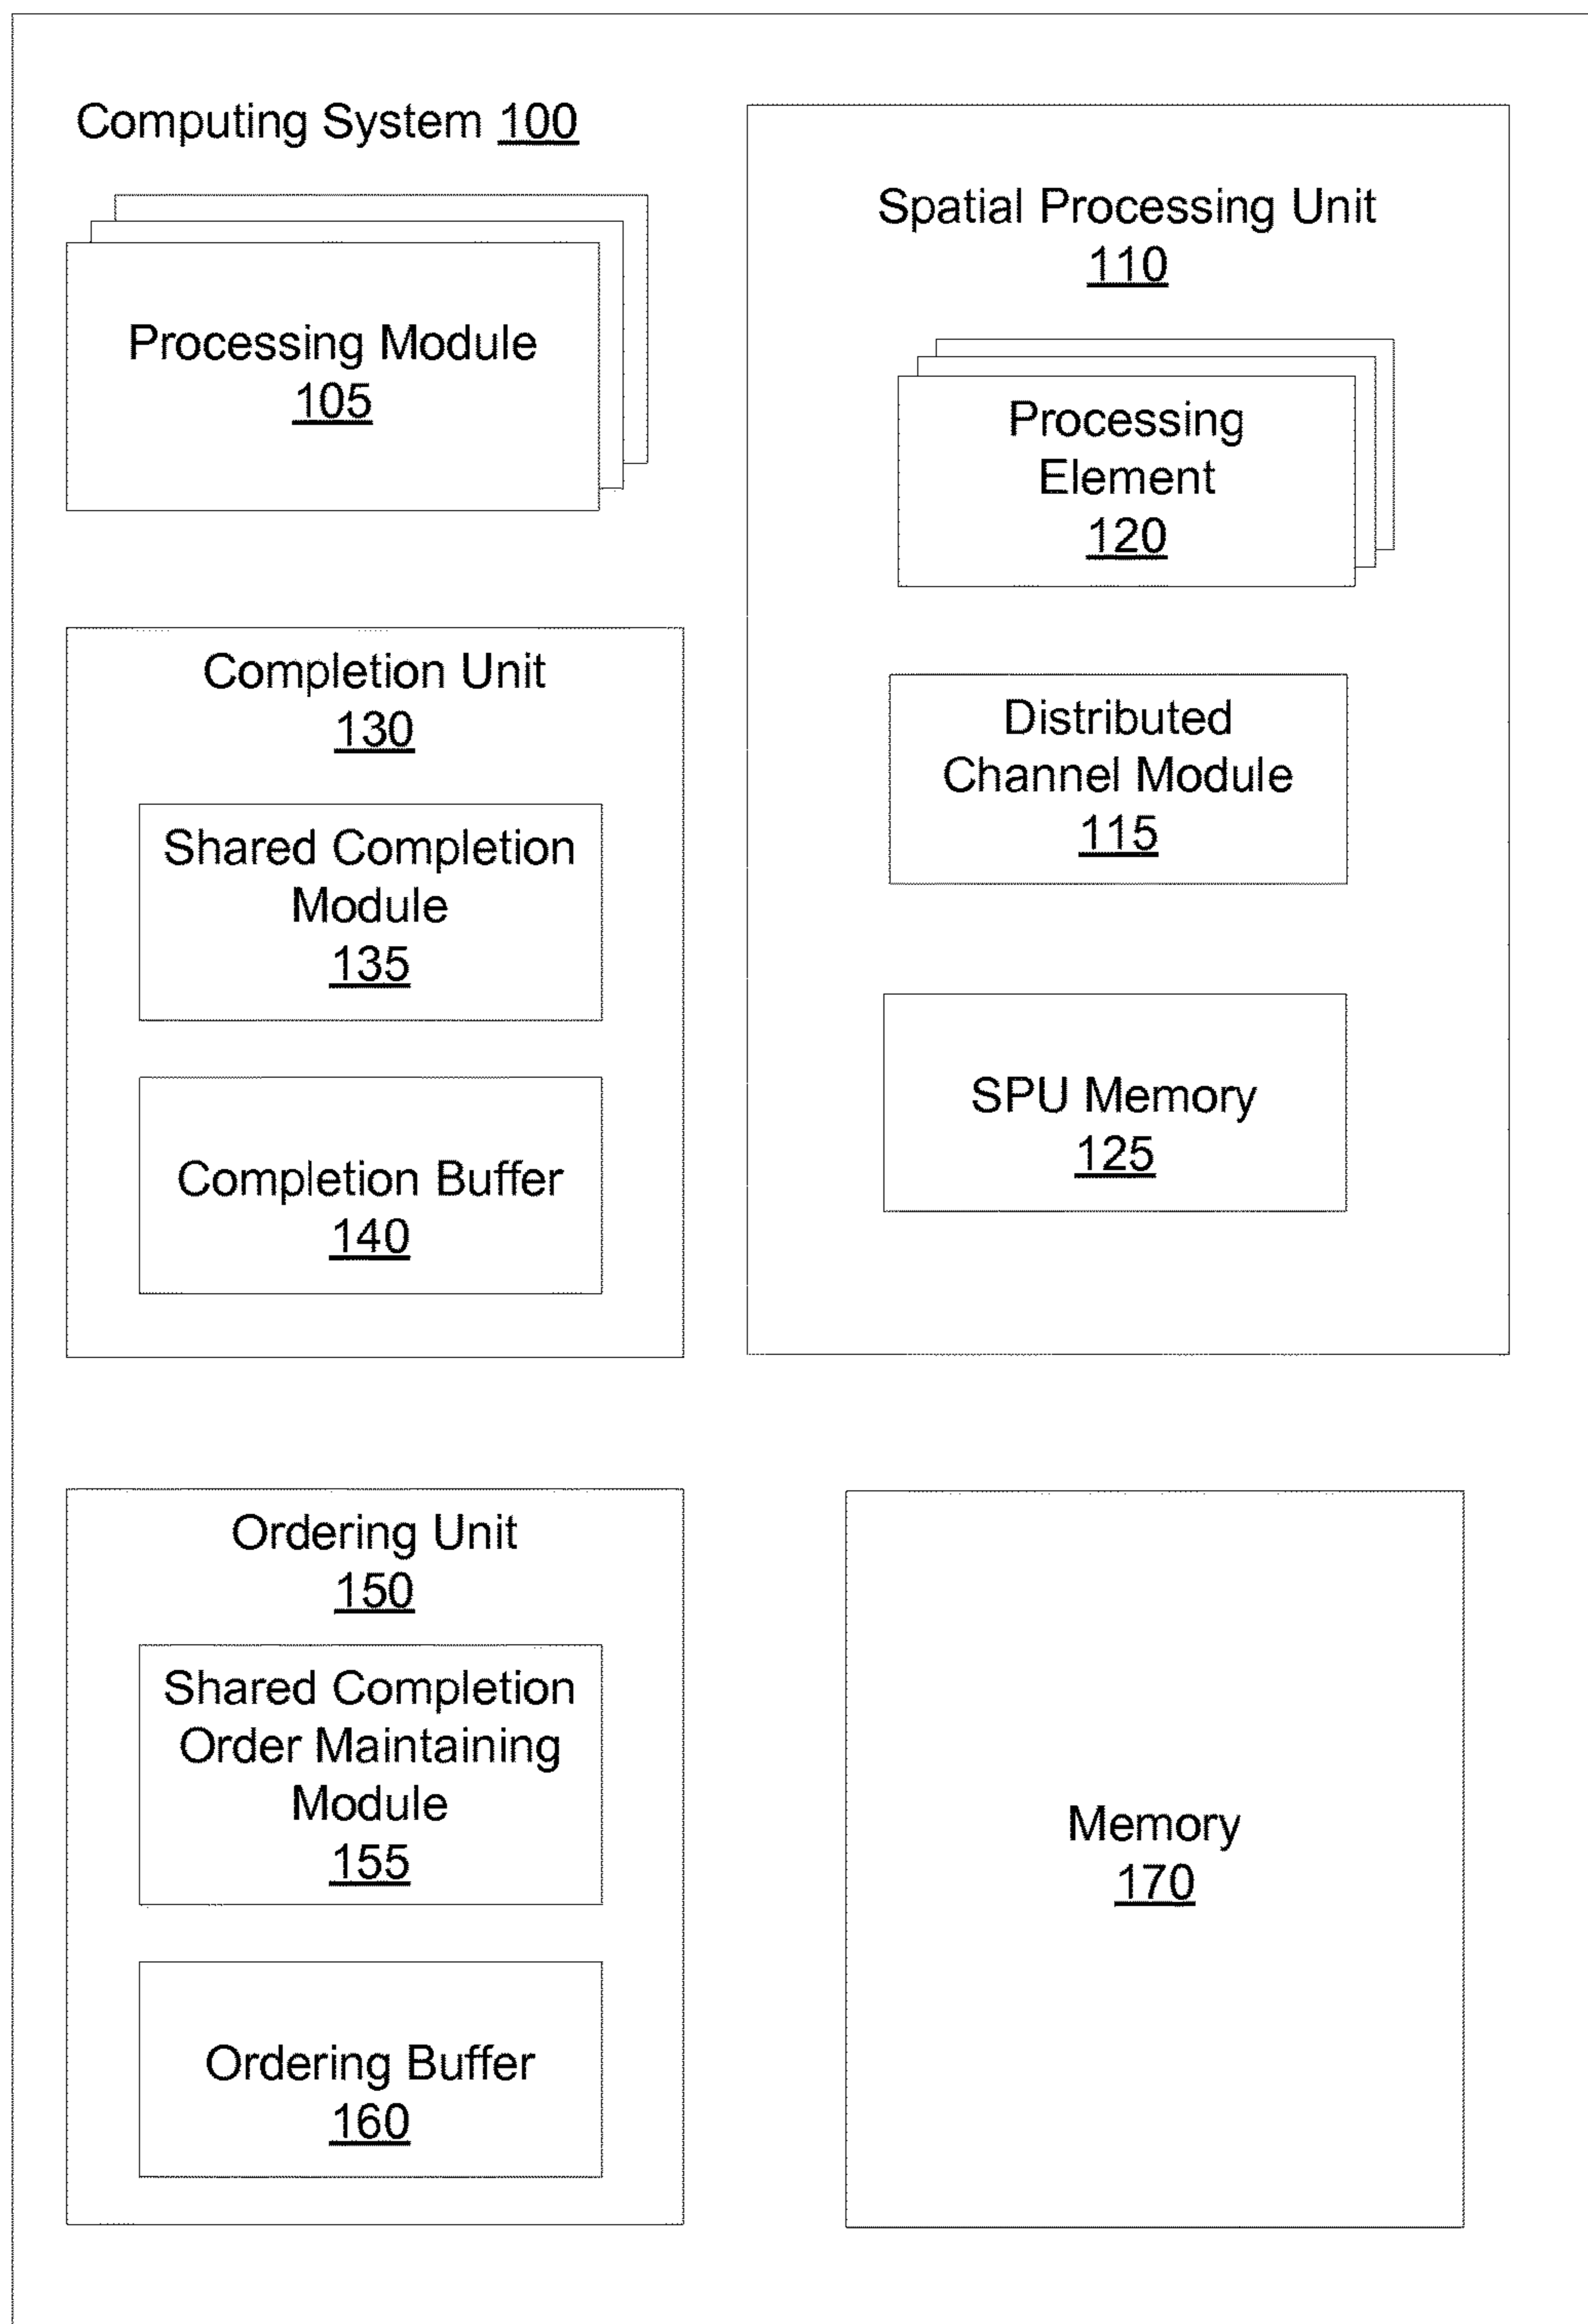 Computing System 100
Processing Module
105
Spatial Processing Unit
110
Processing
Element
120
Distributed
Channel Module
115
SPU Memory
125
Completion Unit
130
Shared Completion
Module
135
Completion Buffer
140
Ordering Unit
150
Shared Completion
Order Maintaining
Module
155
Ordering Buffer
160
Memory
170